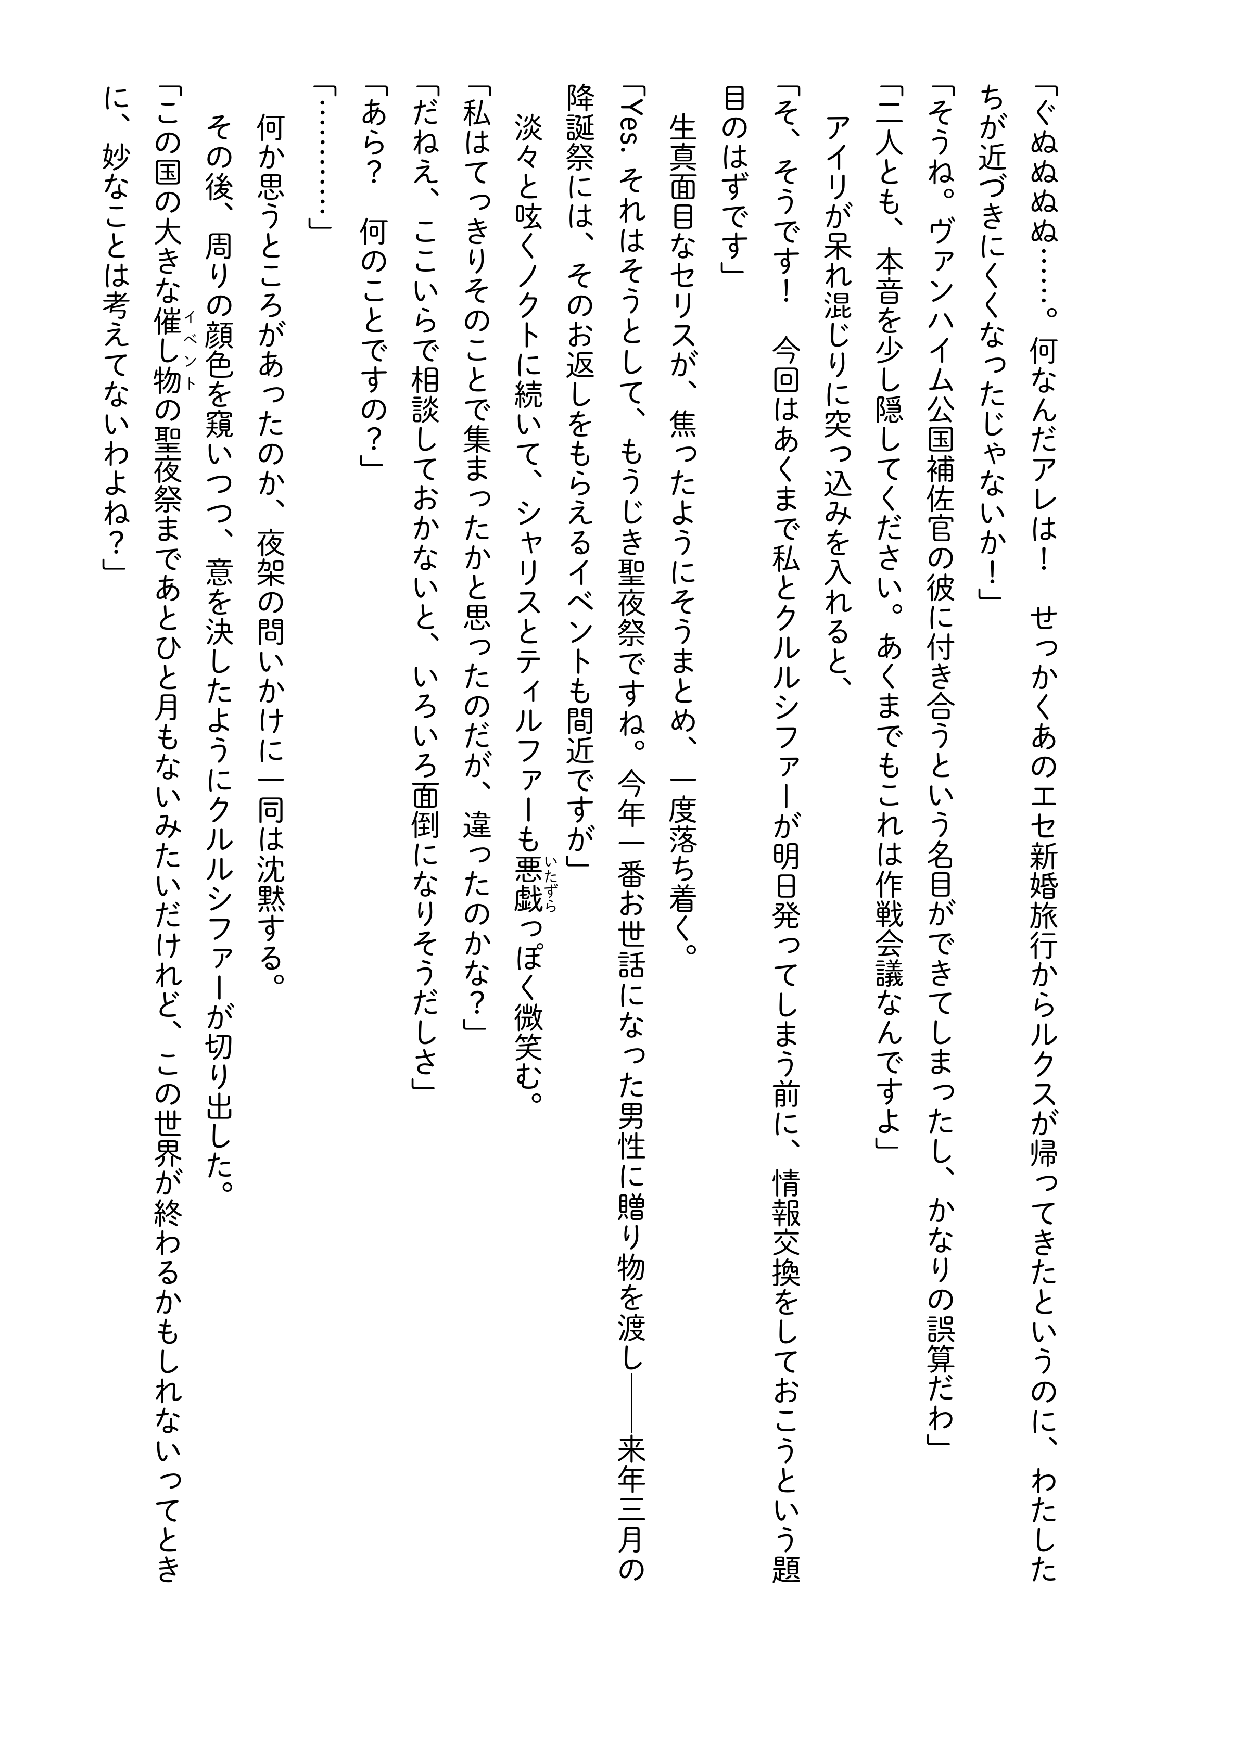 「ぐぬぬぬぬ……。何なんだアレは！　せっかくあのエセ新婚旅行からルクスが帰ってきたというのに、わたした
ちが近づきにくくなったじゃないか！」
「そうね。ヴァンハイム公国補佐官の彼に付き合うという名目ができてしまったし、かなりの誤算だわ」
「二人とも、本音を少し隠してください。あくまでもこれは作戦会議なんですよ」
　アイリが呆れ混じりに突っ込みを入れると、
「そ、そうです！　今回はあくまで私とクルルシファーが明日発ってしまう前に、情報交換をしておこうという題
目のはずです」
　生真面目なセリスが、焦ったようにそうまとめ、一度落ち着く。
「Yes. それはそうとして、もうじき聖夜祭ですね。今年一番お世話になった男性に贈り物を渡し――来年三月の
降誕祭には、そのお返しをもらえるイベントも間近ですが」
　淡々と呟くノクトに続いて、シャリスとティルファーも悪戯っぽく微笑む。
いたずら
「私はてっきりそのことで集まったかと思ったのだが、違ったのかな？」
「だねえ、ここいらで相談しておかないと、いろいろ面倒になりそうだしさ」
「あら？　何のことですの？」
「…………」
　何か思うところがあったのか、夜架の問いかけに一同は沈黙する。
　その後、周りの顔色を窺いつつ、意を決したようにクルルシファーが切り出した。
「この国の大きな催し物の聖夜祭まであとひと月もないみたいだけれど、この世界が終わるかもしれないってとき
イベント
に、妙なことは考えてないわよね？」